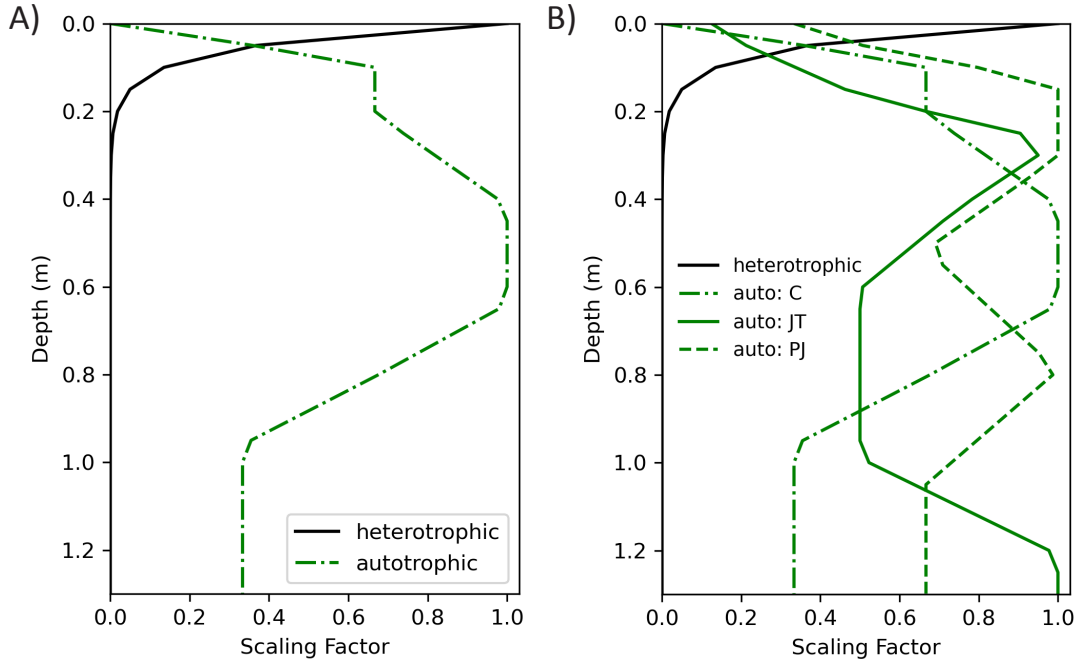 A)
0.0
0.2
0.4
0.6
0.8
1.0
1.2
Depth (m)
heterotrophic
autotrophic
0.0 0.2 0.4 0.6 0.8 1.0
Scaling Factor
B)
0.0
0.2
0.4
0.6
0.8
1.0
1.2
Depth (m)
heterotrophic
auto: C
auto: JT
auto: PJ
0.0 0.2 0.4 0.6 0.8 1.0
Scaling Factor